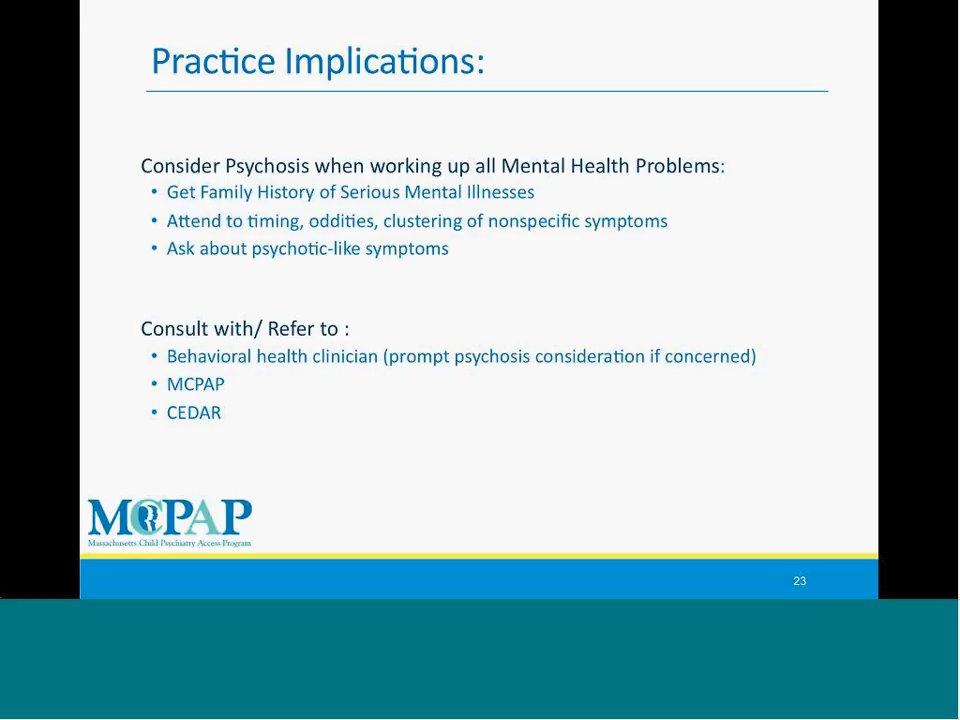 Practice Implications:
Consider Psychosis when working up all Mental Health Problems:
• Get Family History of Serious Mental Illnesses
• Attend to timing, oddities, clustering of nonspecific symptoms
• Ask about psychotic-like symptoms
Consult with/ Refer to :
• Behavioral health clinician (prompt psychosis consideration if concerned)
• MCPAP
• CEDAR
MCPAP
Massachusetts Child Psychiatry Access Program
23